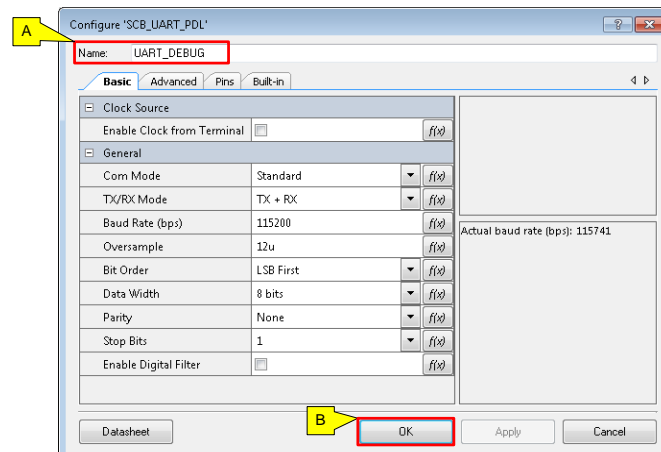 Configure 'SCB_UART_PDL'
A
Name: UART_DEBUG
Basic Advanced Pins Built-in
Clock Source
Enable Clock from Terminal f(x)
General
Com Mode Standard f(x)
TX/RX Mode TX + RX f(x)
Baud Rate (bps) 115200 f(x)
Actual baud rate (bps): 115741
Oversample 12u f(x)
Bit Order LSB First f(x)
Data Width 8 bits f(x)
Parity None f(x)
Stop Bits 1 f(x)
Enable Digital Filter f(x)
B
Datasheet OK Apply Cancel